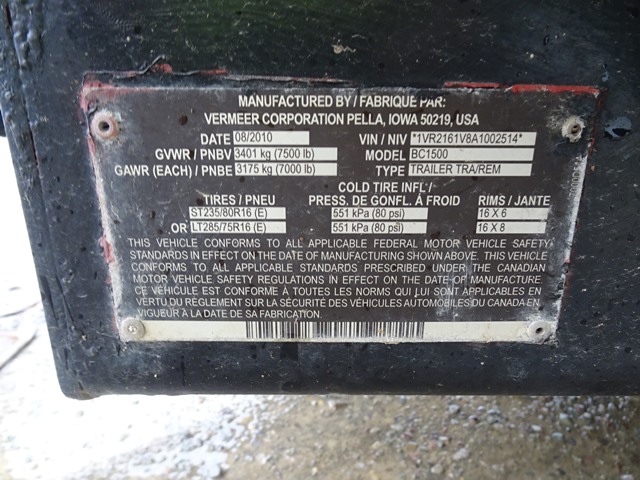 MANUFACTURED BY / FABRIQUE PAR:
VERMEER CORPORATION PELLA, IOWA 50219, USA
DATE 08/2010 VIN / NIV *1VR2161V8A1002514*
GVWR / PNBV 3401 kg (7500 lb) MODEL BC1500
GAWR (EACH) / PNBE 3175 kg (7000 lb) TYPE TRAILER TRA/REM
COLD TIRE INFL /
TIRES / PNEU PRESS. DE GONFL. À FROID RIMS / JANTE
ST235/80R16 (E) 551 kPa (80 psi) 16 X 6
OR LT285/75R16 (E) 551 kPa (80 psi) 16 X 8
THIS VEHICLE CONFORMS TO ALL APPLICABLE FEDERAL MOTOR VEHICLE SAFETY
STANDARDS IN EFFECT ON THE DATE OF MANUFACTURING SHOWN ABOVE. THIS VEHICLE
CONFORMS TO ALL APPLICABLE STANDARDS PRESCRIBED UNDER THE CANADIAN
MOTOR VEHICLE SAFETY REGULATIONS IN EFFECT ON THE DATE OF MANUFACTURE.
CE VÉHICULE EST CONFORME À TOUTES LES NORMS QUI LUI SONT APPLICABLES EN
VERTU DU RÈGLEMENT SUR LA SÉCURITÉ DES VÉHICULES AUTOMOBILES DU CANADA EN
VIGUEUR À LA DATE DE SA FABRICATION.